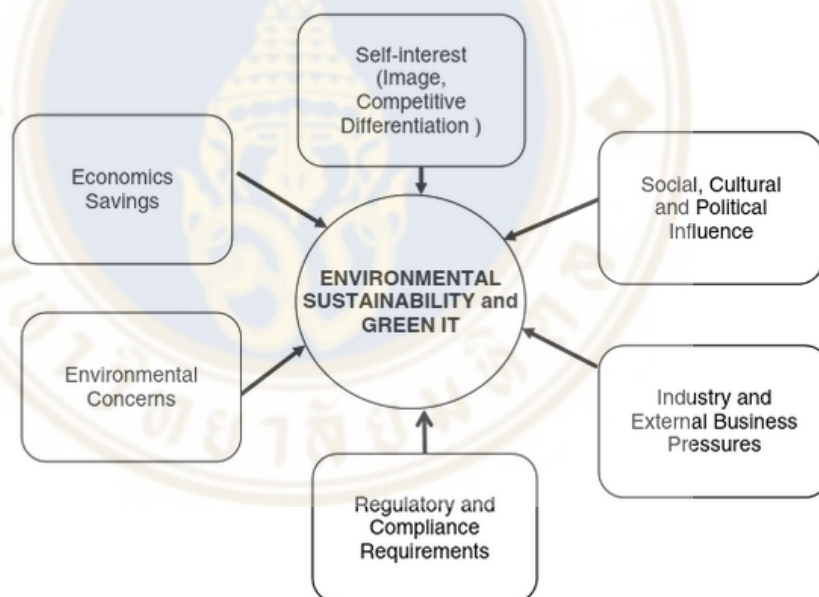 Self-interest
(Image,
Competitive
Differentiation )
Economics
Savings
Social, Cultural
and Political
Influence
ENVIRONMENTAL
SUSTAINABILITY and
GREEN IT
Environmental
Concerns
Industry and
External Business
Pressures
Regulatory and
Compliance
Requirements